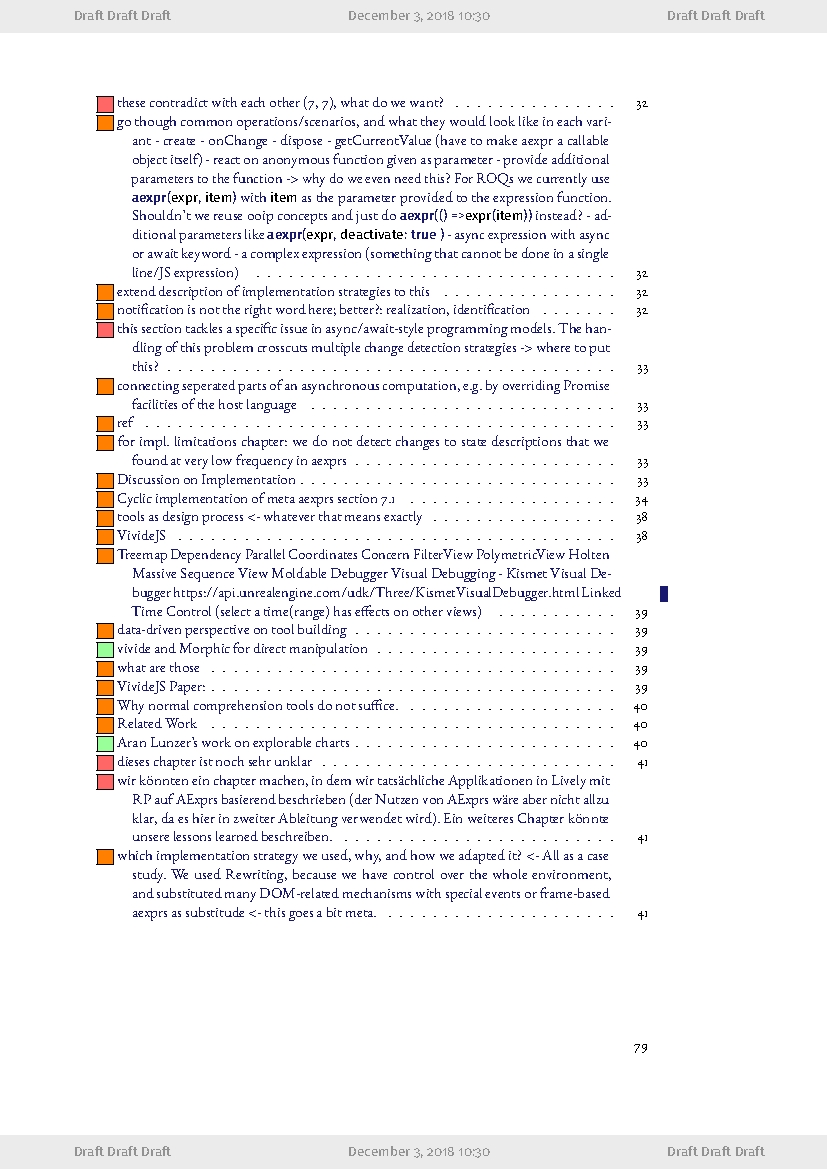 Draft Draft Draft December 3, 2018 10:30 Draft Draft Draft
these contradict with each other (7, 7), what do we want? . . . . . . . . . . . . . . . 32
go though common operations/scenarios, and what they would look like in each vari-
ant - create - onChange - dispose - getCurrentValue (have to make aexpr a callable
object itself) - react on anonymous function given as parameter - provide additional
parameters to the function -> why do we even need this? For ROQs we currently use
aexpr(expr, item) with item as the parameter provided to the expression function.
Shouldn't we reuse ooip concepts and just do aexpr(() =>expr(item)) instead? - ad-
ditional parameters like aexpr(expr, deactivate: true ) - async expression with async
or await keyword - a complex expression (something that cannot be done in a single
line/JS expression) . . . . . . . . . . . . . . . . . . . . . . . . . . . . . . . . . 32
extend description of implementation strategies to this . . . . . . . . . . . . . . . . 32
notification is not the right word here; better?: realization, identification . . . . . . . 32
this section tackles a specific issue in async/await-style programming models. The han-
dling of this problem crosscuts multiple change detection strategies -> where to put
this? . . . . . . . . . . . . . . . . . . . . . . . . . . . . . . . . . . . . . . . . . 33
connecting seperated parts of an asynchronous computation, e.g. by overriding Promise
facilities of the host language . . . . . . . . . . . . . . . . . . . . . . . . . . . . 33
ref . . . . . . . . . . . . . . . . . . . . . . . . . . . . . . . . . . . . . . . . . . . 33
for impl. limitations chapter: we do not detect changes to state descriptions that we
found at very low frequency in aexprs . . . . . . . . . . . . . . . . . . . . . . . . 33
Discussion on Implementation . . . . . . . . . . . . . . . . . . . . . . . . . . . . . 33
Cyclic implementation of meta aexprs section 7.1 . . . . . . . . . . . . . . . . . . . 34
tools as design process <- whatever that means exactly . . . . . . . . . . . . . . . . . 38
VivideJS . . . . . . . . . . . . . . . . . . . . . . . . . . . . . . . . . . . . . . . . 38
Treemap Dependency Parallel Coordinates Concern FilterView PolymetricView Holten
Massive Sequence View Moldable Debugger Visual Debugging - Kismet Visual De-
bugger https://api.unrealengine.com/udk/Three/KismetVisualDebugger.html Linked
Time Control (select a time(range) has effects on other views) . . . . . . . . . . . 39
data-driven perspective on tool building . . . . . . . . . . . . . . . . . . . . . . . . 39
vivide and Morphic for direct manipulation . . . . . . . . . . . . . . . . . . . . . . 39
what are those . . . . . . . . . . . . . . . . . . . . . . . . . . . . . . . . . . . . . 39
VivideJS Paper: . . . . . . . . . . . . . . . . . . . . . . . . . . . . . . . . . . . . . 39
Why normal comprehension tools do not suffice. . . . . . . . . . . . . . . . . . . . 40
Related Work . . . . . . . . . . . . . . . . . . . . . . . . . . . . . . . . . . . . . 40
Aran Lunzer's work on explorable charts . . . . . . . . . . . . . . . . . . . . . . . . 40
dieses chapter ist noch sehr unklar . . . . . . . . . . . . . . . . . . . . . . . . . . . 41
wir könnten ein chapter machen, in dem wir tatsächliche Applikationen in Lively mit
RP auf AExprs basierend beschrieben (der Nutzen von AExprs wäre aber nicht allzu
klar, da es hier in zweiter Ableitung verwendet wird). Ein weiteres Chapter könnte
unsere lessons learned beschreiben. . . . . . . . . . . . . . . . . . . . . . . . . . 41
which implementation strategy we used, why, and how we adapted it? <- All as a case
study. We used Rewriting, because we have control over the whole environment,
and substituted many DOM-related mechanisms with special events or frame-based
aexprs as substitude <- this goes a bit meta. . . . . . . . . . . . . . . . . . . . . . 41
79
Draft Draft Draft December 3, 2018 10:30 Draft Draft Draft